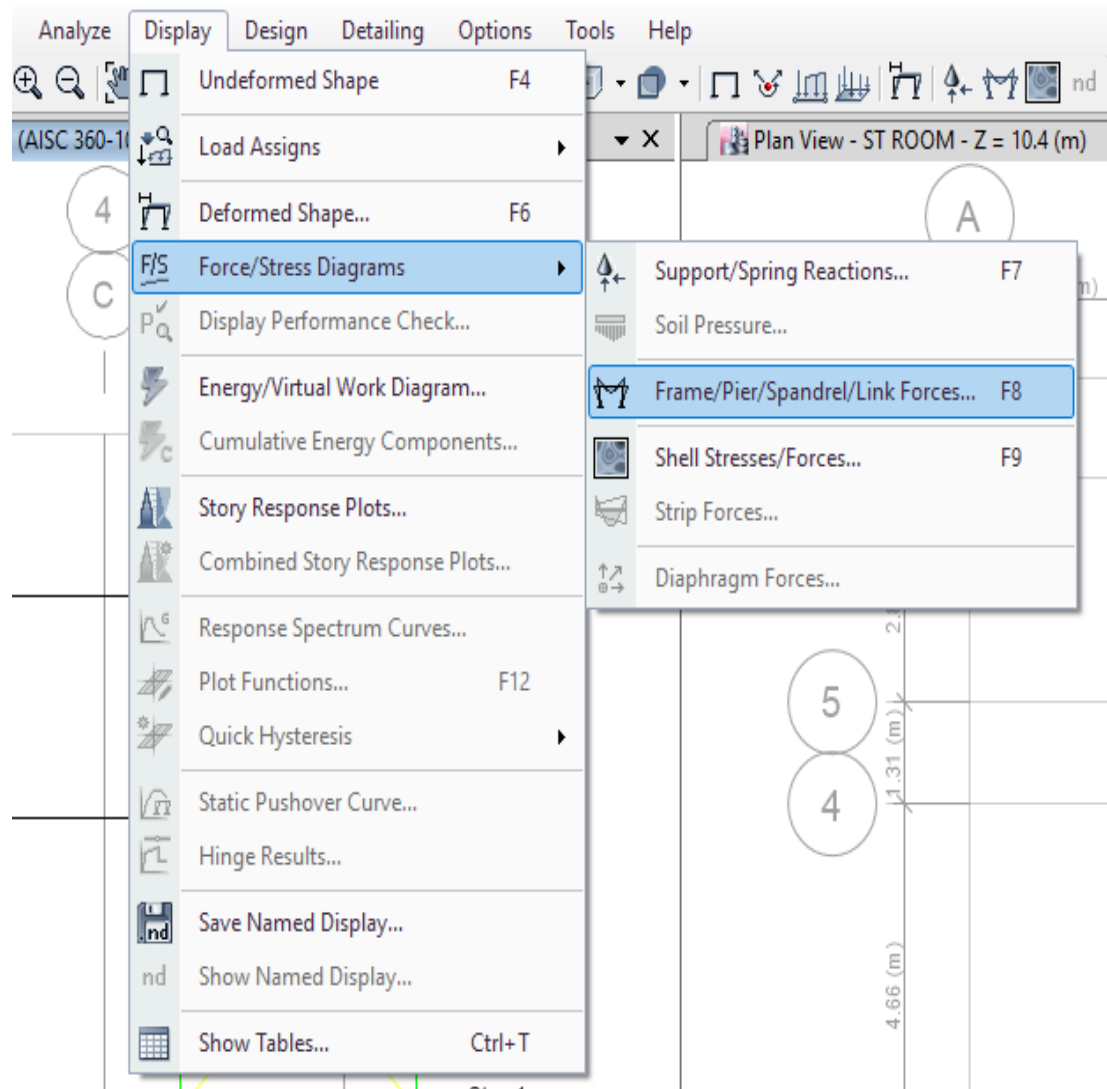 Analyze Display Design Detailing Options Tools Help
nd
(AISC 360-10
Plan View - ST ROOM - Z = 10.4 (m)
4
C
A
Undeformed Shape F4
Load Assigns
Deformed Shape... F6
F/S Force/Stress Diagrams
Display Performance Check...
Energy/Virtual Work Diagram...
Cumulative Energy Components...
Story Response Plots...
Combined Story Response Plots...
Response Spectrum Curves...
Plot Functions... F12
Quick Hysteresis
Static Pushover Curve...
Hinge Results...
.nd Save Named Display...
nd Show Named Display...
Show Tables... Ctrl+T
Support/Spring Reactions... F7
Soil Pressure...
Frame/Pier/Spandrel/Link Forces... F8
Shell Stresses/Forces... F9
Strip Forces...
Diaphragm Forces...
5
1.31 (m)
4
4.66 (m)